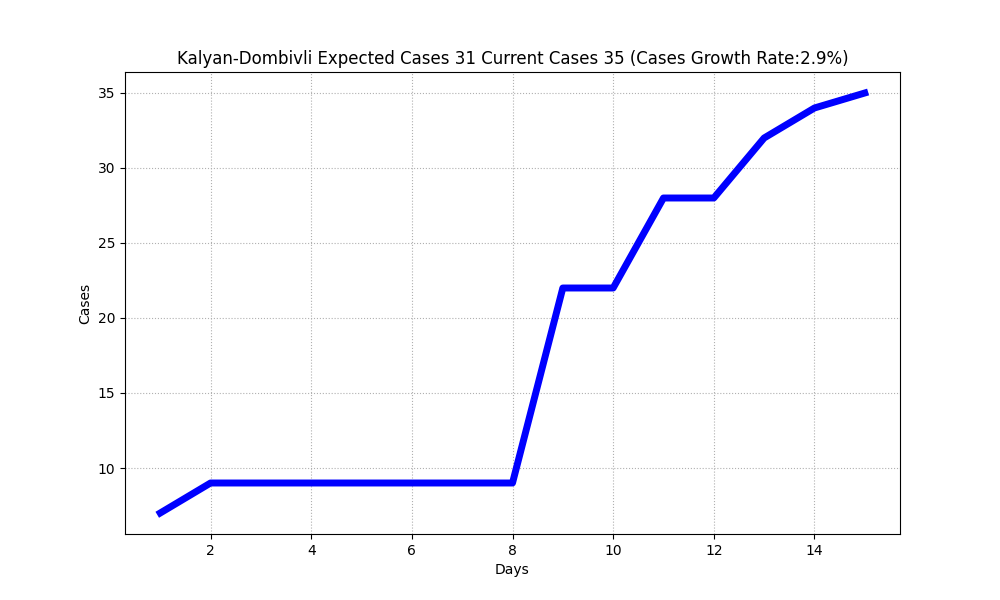 Kalyan-Dombivli Expected Cases 31 Current Cases 35 (Cases Growth Rate:2.9%)
35
30
25
20
15
10
Cases
2 4 6 8 10 12 14
Days